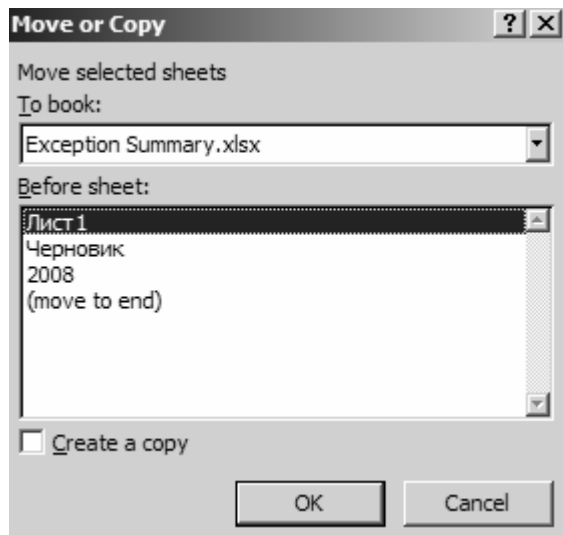 Move or Copy
Move selected sheets
To book:
Exception Summary.xlsx
Before sheet:
Лист1
Черновик
2008
(move to end)
Create a copy
OK Cancel